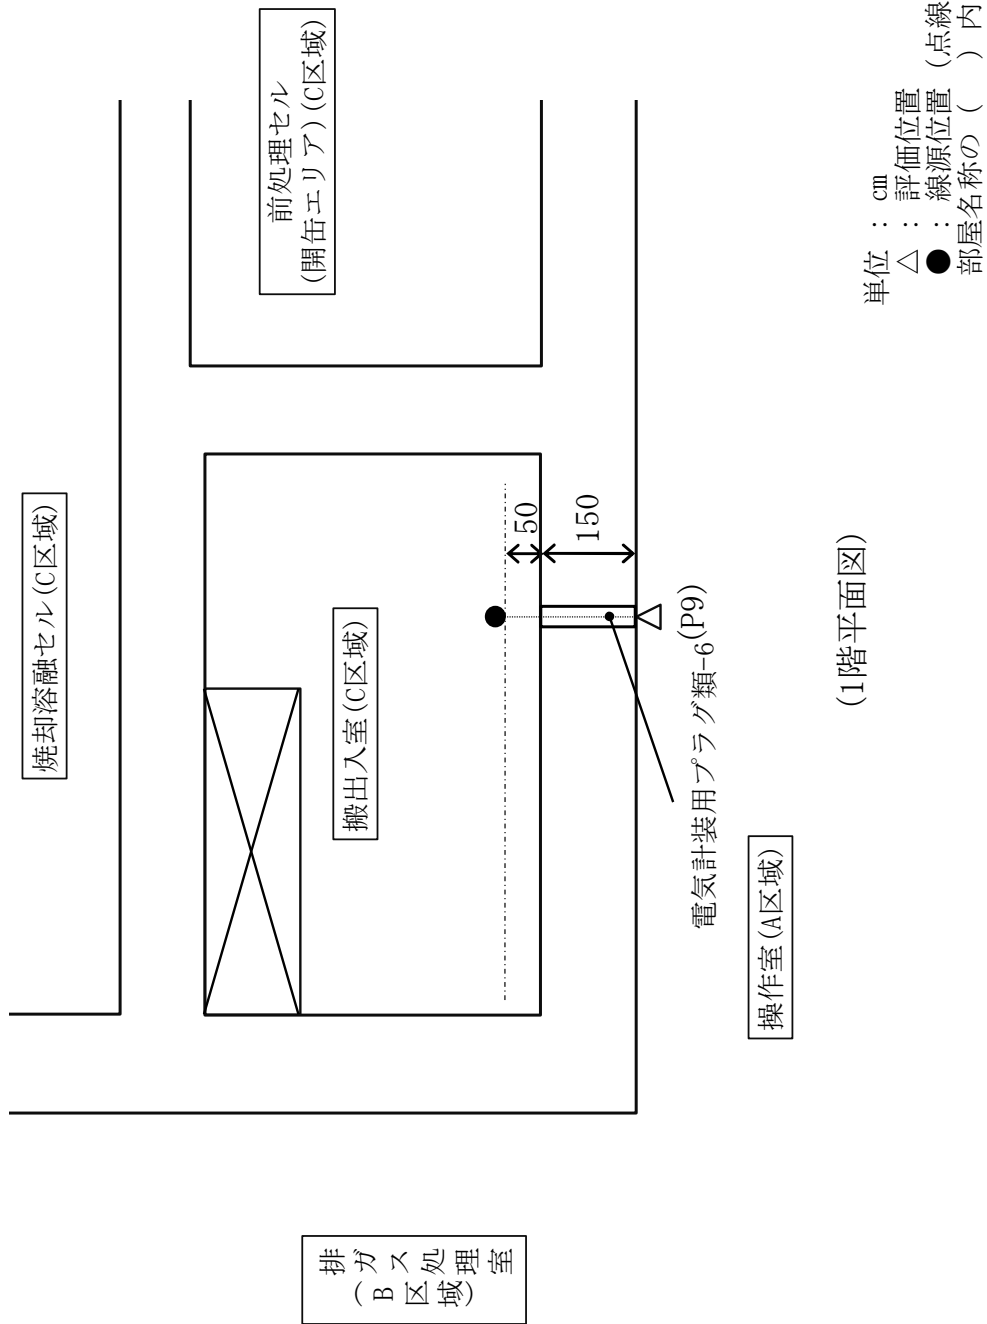 焼却溶融セル(C区域)
前処理セル
(開缶エリア)(C区域)
搬出入室(C区域)
50
150
電気計装用プラグ類-6(P9)
操作室(A区域)
排ガス処理室
(B区域)
(1階平面図)
単位 : cm
△ : 評価位置
● : 線源位置 (点線
部屋名称の ( ) 内